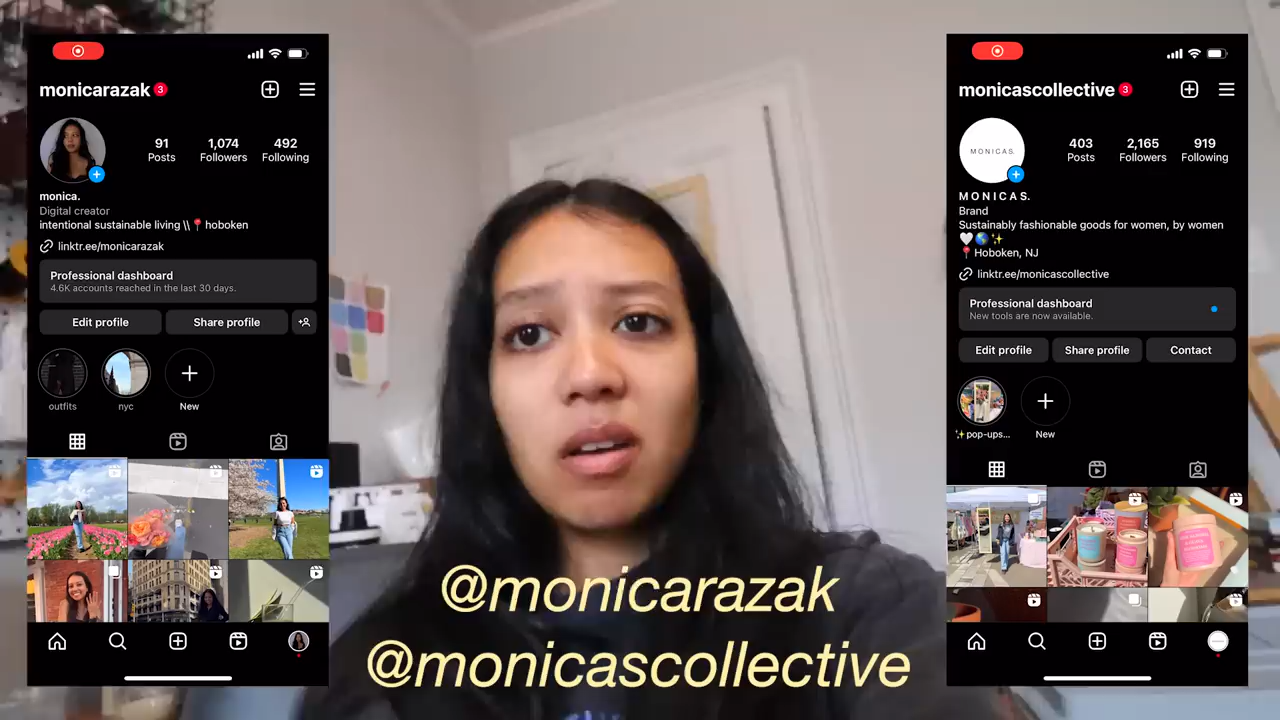 monicarazak 3
91 1,074 492
Posts Followers Following
monica.
Digital creator
intentional sustainable living \\ 📍 hoboken
linktr.ee/monicarazak
Professional dashboard
4.6K accounts reached in the last 30 days.
Edit profile Share profile
outfits nyc New
monicascollective 3
MONICAS.
403 2,165 919
Posts Followers Following
M O N I C A S.
Brand
Sustainably fashionable goods for women, by women
🤍🌎✨
📍Hoboken, NJ
linktr.ee/monicascollective
Professional dashboard
New tools are now available.
Edit profile Share profile Contact
✨pop-ups... New
@monicarazak
@monicascollective